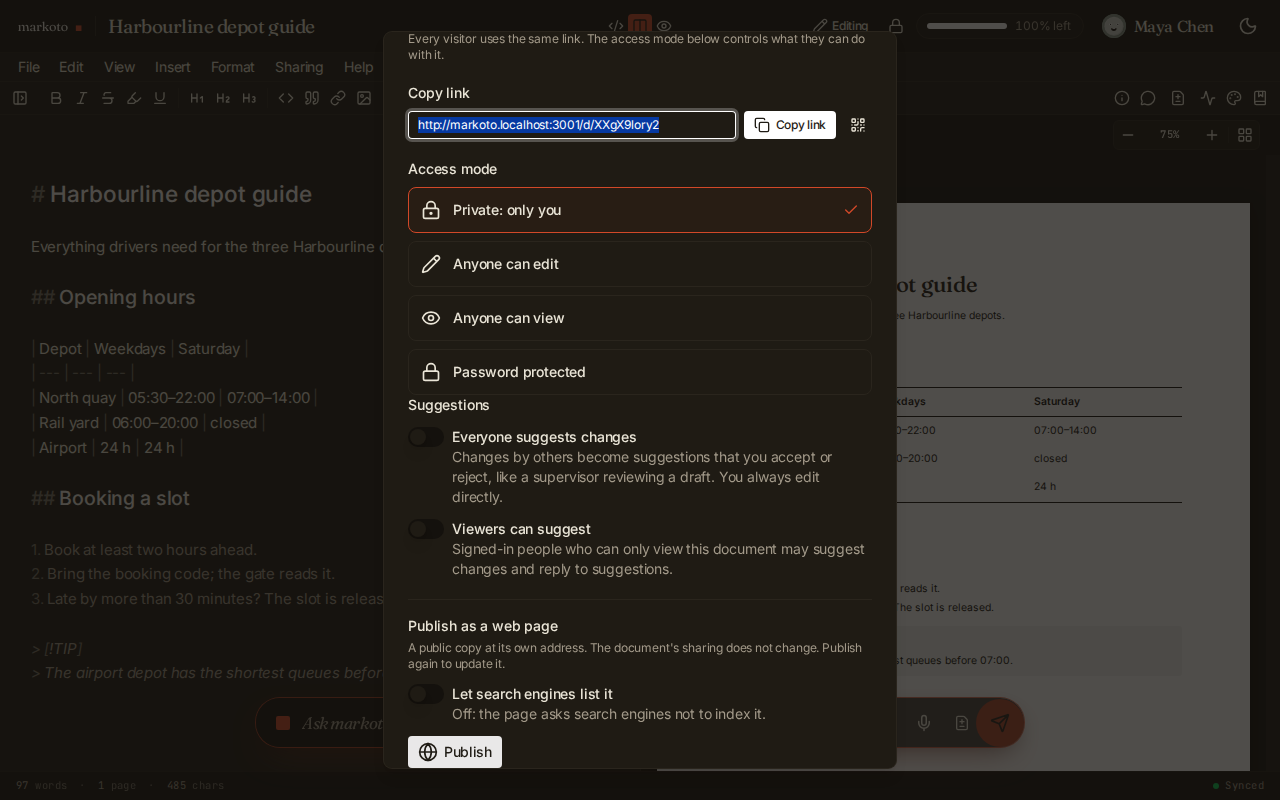 markoto
Harbourline depot guide
Editing
100% left
Maya Chen
File Edit View Insert Format Sharing Help
H1 H2 H3
75%
Every visitor uses the same link. The access mode below controls what they can do
with it.
Copy link
http://markoto.localhost:3001/d/XXgX9lory2
Copy link
Access mode
Private: only you
Anyone can edit
Anyone can view
Password protected
Suggestions
Everyone suggests changes
Changes by others become suggestions that you accept or
reject, like a supervisor reviewing a draft. You always edit
directly.
Viewers can suggest
Signed-in people who can only view this document may suggest
changes and reply to suggestions.
Publish as a web page
A public copy at its own address. The document's sharing does not change. Publish
again to update it.
Let search engines list it
Off: the page asks search engines not to index it.
Publish
# Harbourline depot guide
Everything drivers need for the three Harbourline
## Opening hours
| Depot | Weekdays | Saturday |
| --- | --- | --- |
| North quay | 05:30–22:00 | 07:00–14:00 |
| Rail yard | 06:00–20:00 | closed |
| Airport | 24 h | 24 h |
## Booking a slot
1. Book at least two hours ahead.
2. Bring the booking code; the gate reads it.
3. Late by more than 30 minutes? The slot is releas
> [!TIP]
> The airport depot has the shortest queues befor
Ask markot
ot guide
Harbourline depots.
kdays Saturday
–22:00 07:00–14:00
–20:00 closed
24 h
reads it.
The slot is released.
queues before 07:00.
97 words · 1 page · 485 chars
Synced